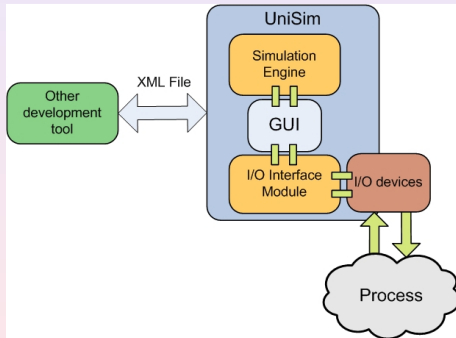 UniSim
Simulation
Engine
XML File
Other
development
tool
GUI
I/O Interface
Module
I/O devices
Process